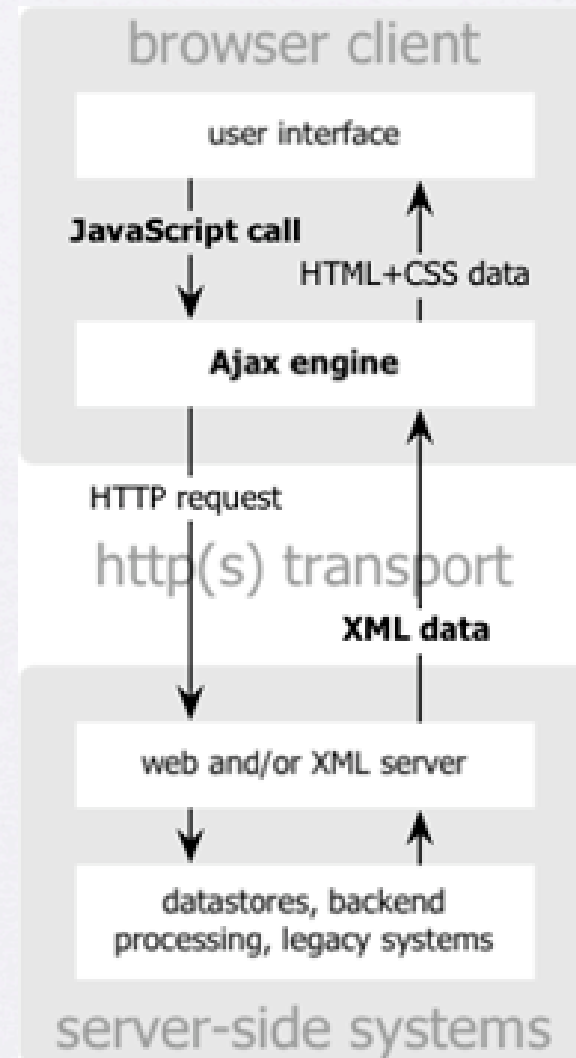 browser client
user interface
JavaScript call
HTML+CSS data
Ajax engine
HTTP request
http(s) transport
XML data
web and/or XML server
datastores, backend
processing, legacy systems
server-side systems